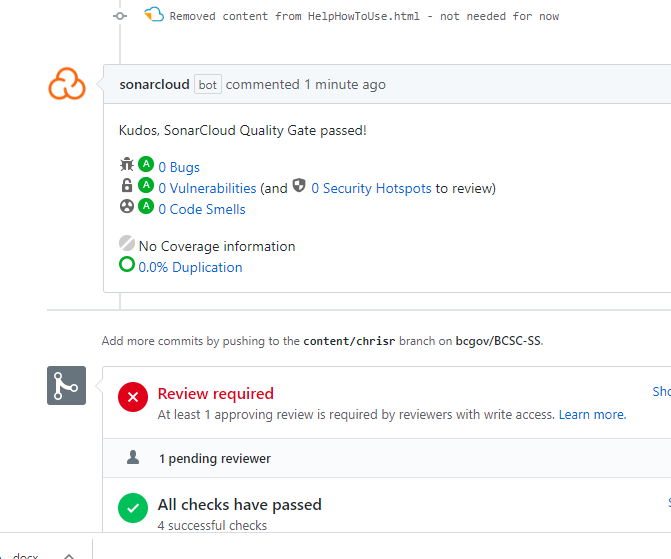 Removed content from HelpHowToUse.html - not needed for now
sonarcloud bot commented 1 minute ago
Kudos, SonarCloud Quality Gate passed!
A 0 Bugs
A 0 Vulnerabilities (and 0 Security Hotspots to review)
A 0 Code Smells
No Coverage information
0.0% Duplication
Add more commits by pushing to the content/chrisr branch on bcgov/BCSC-SS.
Review required
Sho
At least 1 approving review is required by reviewers with write access. Learn more.
1 pending reviewer
All checks have passed
S
4 successful checks
.docx